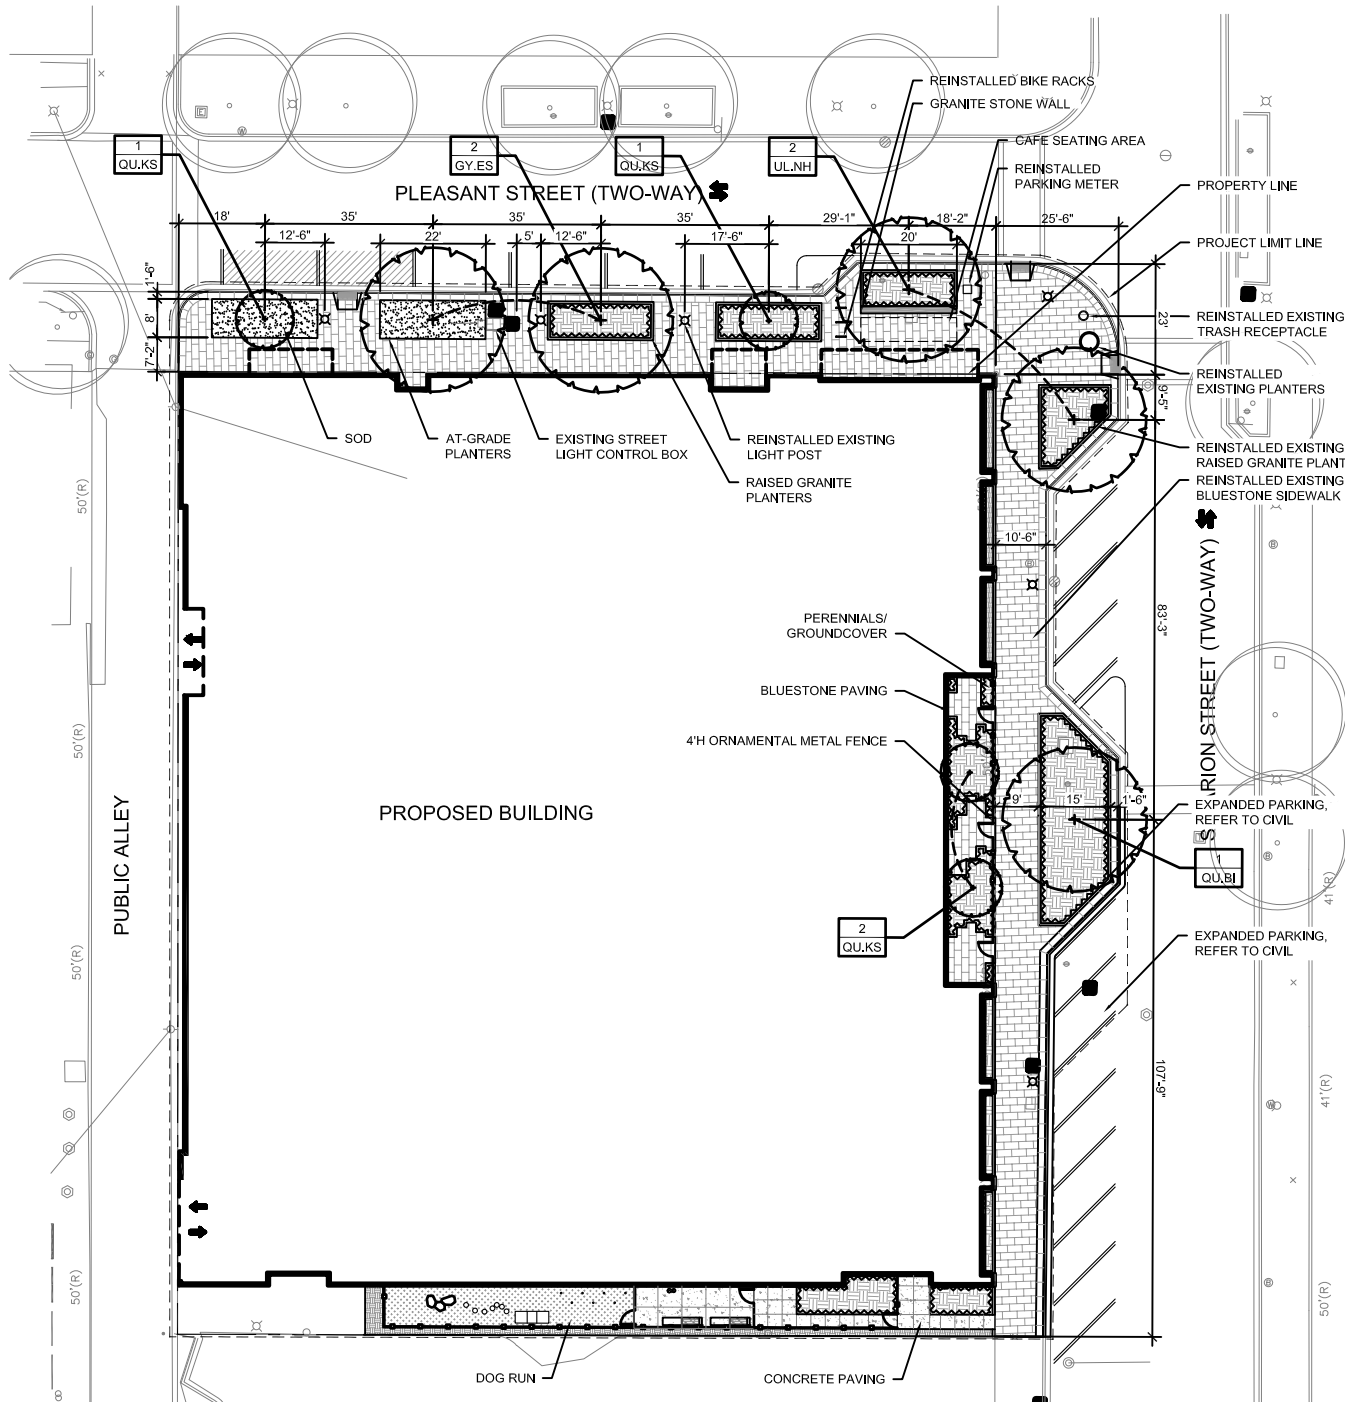 REINSTALLED BIKE RACKS
GRANITE STONE WALL
CAFE SEATING AREA
REINSTALLED
PARKING METER
PROPERTY LINE
PROJECT LIMIT LINE
1
QU.KS
2
GY.ES
1
QU.KS
2
UL.NH
PLEASANT STREET (TWO-WAY)
18'
35'
35'
35'
29'-1"
18'-2"
25'-6"
12'-6"
22'
5'
12'-6"
17'-6"
20'
1'-6"
8'
7'-2"
23'
9'-5"
REINSTALLED EXISTING
TRASH RECEPTACLE
REINSTALLED
EXISTING PLANTERS
REINSTALLED EXISTING
RAISED GRANITE PLANT
REINSTALLED EXISTING
BLUESTONE SIDEWALK
SOD
AT-GRADE
PLANTERS
EXISTING STREET
LIGHT CONTROL BOX
REINSTALLED EXISTING
LIGHT POST
RAISED GRANITE
PLANTERS
50'(R)
10'-6"
83'-3"
PERENNIALS/
GROUNDCOVER
BLUESTONE PAVING
4'H ORNAMENTAL METAL FENCE
50'(R)
S
ARION STREET (TWO-WAY)
PROPOSED BUILDING
PUBLIC ALLEY
9'
15'
1'-6"
EXPANDED PARKING,
REFER TO CIVIL
1
QU.BI
41'(R)
2
QU.KS
EXPANDED PARKING,
REFER TO CIVIL
50'(R)
107'-9"
41'(R)
50'(R)
50'(R)
DOG RUN
CONCRETE PAVING